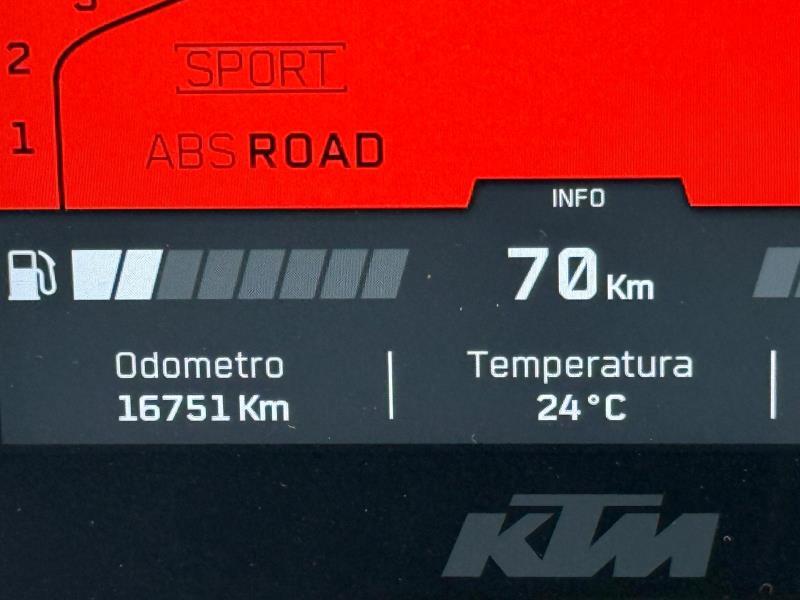 2
SPORT
1
ABS ROAD
INFO
70 Km
Odometro
16751 Km
Temperatura
24°C
KTM